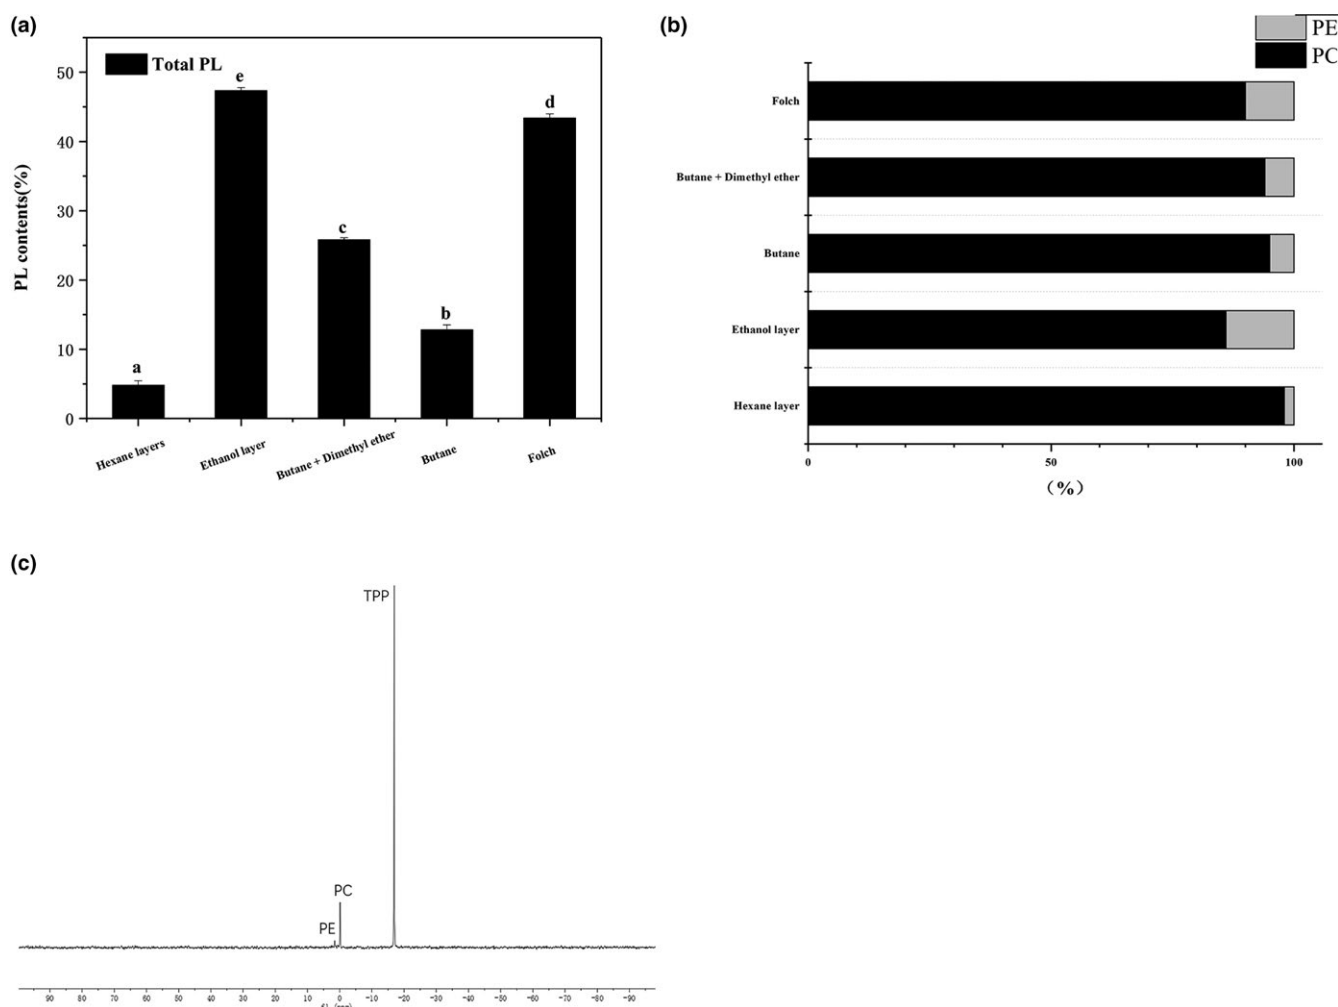 (a)
Total PL
PL contents(%)
50
40
30
20
10
0
e
d
c
b
a
Hexane layers
Ethanol layer
Butane + Dimethyl ether
Butane
Folch
(b)
PE
PC
Folch
Butane + Dimethyl ether
Butane
Ethanol layer
Hexane layer
0 50 100
(%)
(c)
TPP
PC
PE
90 80 70 60 50 40 30 20 10 0 -10 -20 -30 -40 -50 -60 -70 -80 -90